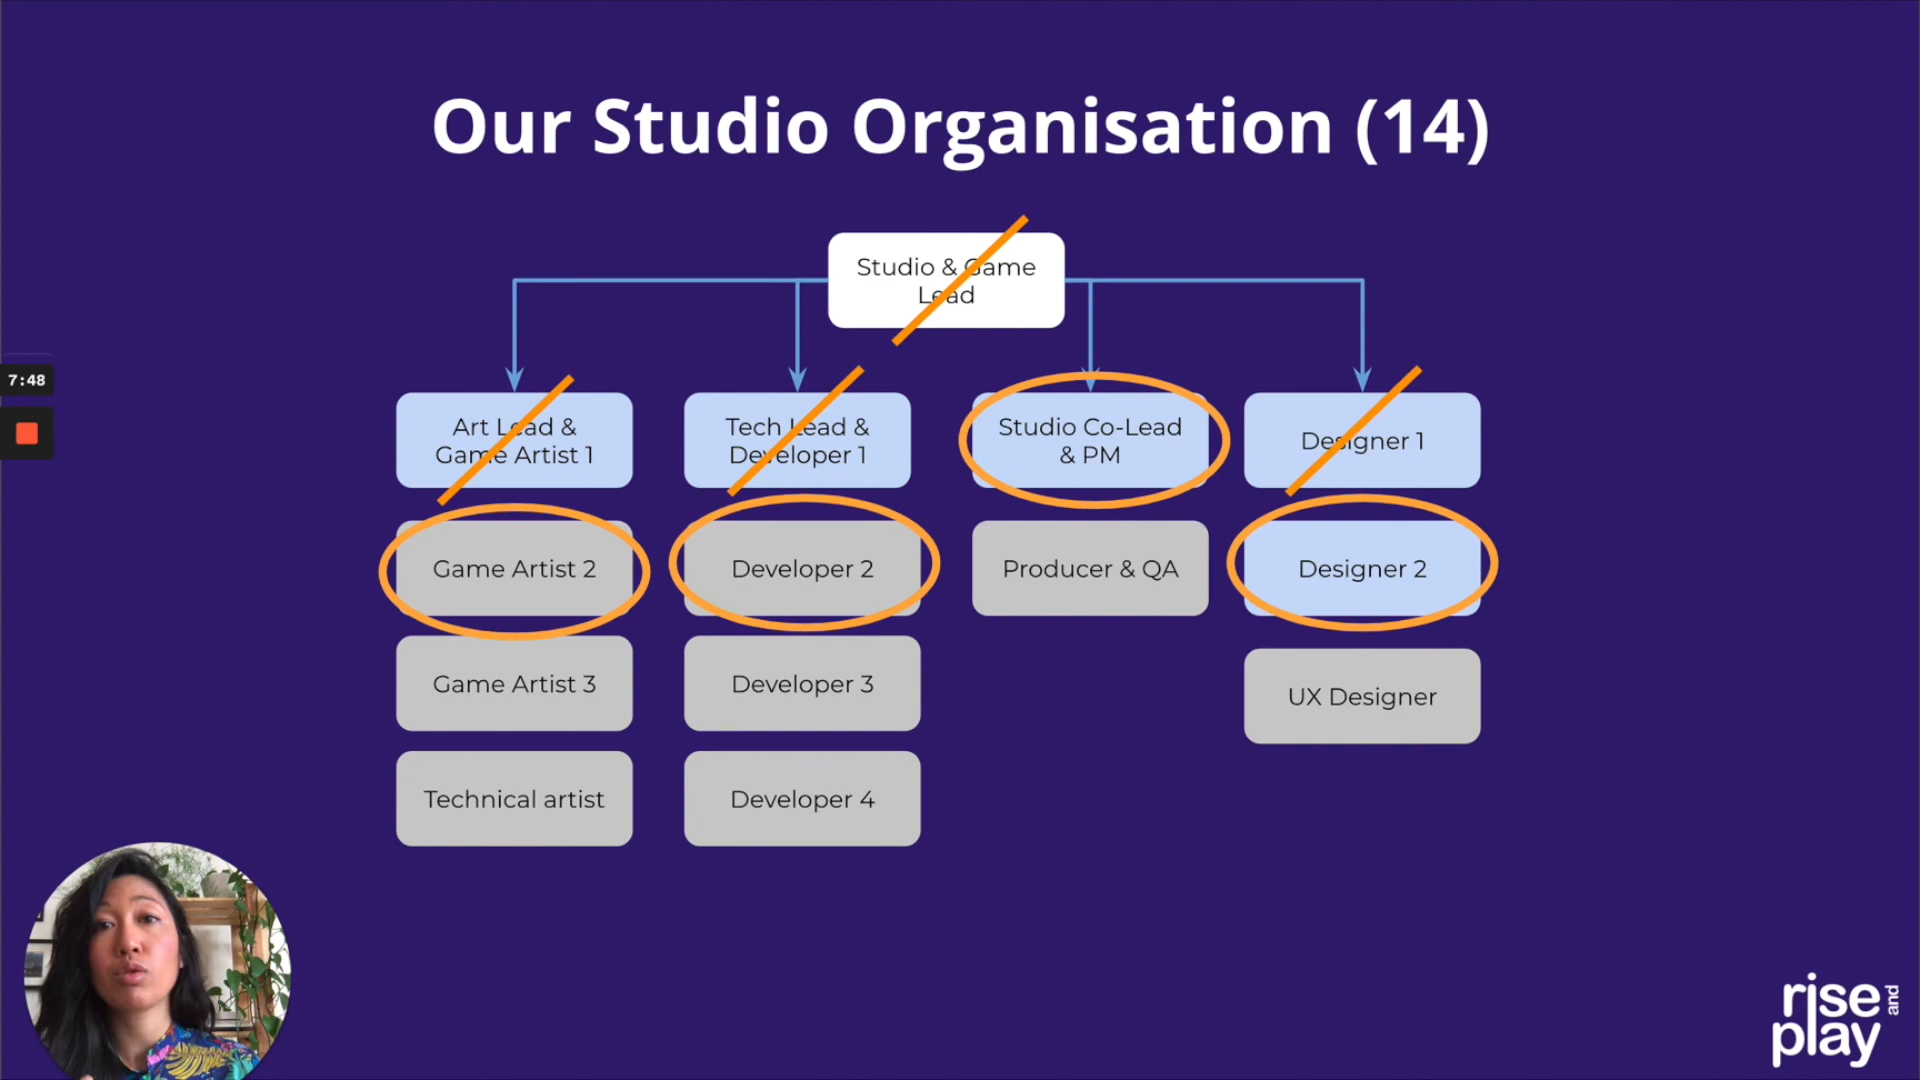 Our Studio Organisation (14)
Studio & Game
Lead
7:48
Art Lead &
Game Artist 1
Tech Lead &
Developer 1
Studio Co-Lead
& PM
Designer 1
Game Artist 2
Developer 2
Producer & QA
Designer 2
Game Artist 3
Developer 3
UX Designer
Technical artist
Developer 4
rise and
play